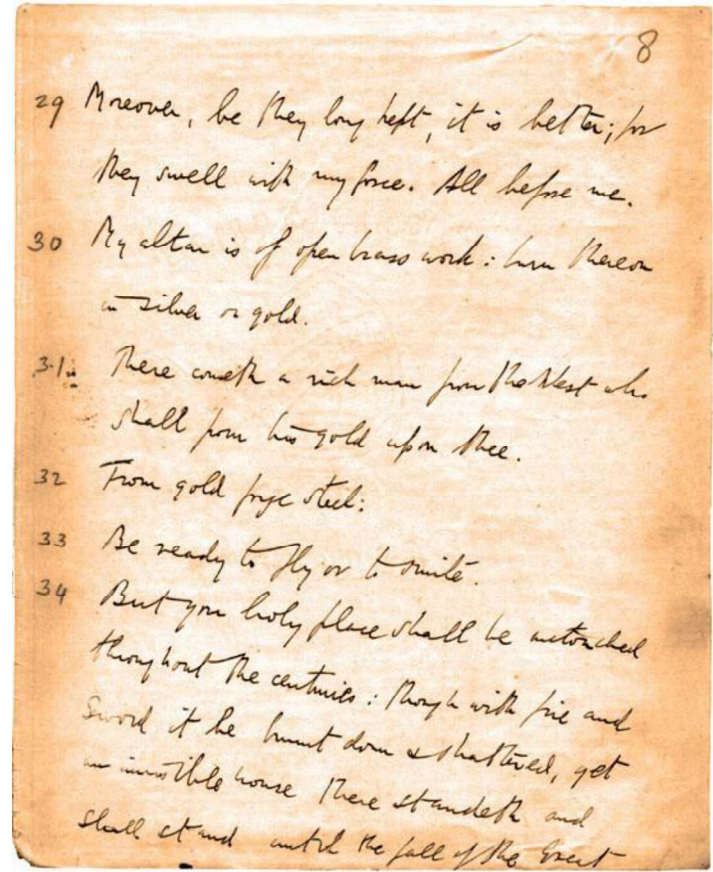 8
29 Moreover, be they long kept, it is better; for
they swell with my force. All before me.
30 My altar is of open brass work: burn thereon
in silver or gold.
31. There cometh a rich man from the West who
shall pour his gold upon thee.
32 From gold forge steel:
33 Be ready to fly or to smite.
34 But your holy place shall be untouched
throughout the centuries: though with fire and
sword it be burnt down & shattered, yet
an invisible house there standeth and
shall stand until the fall of the Great